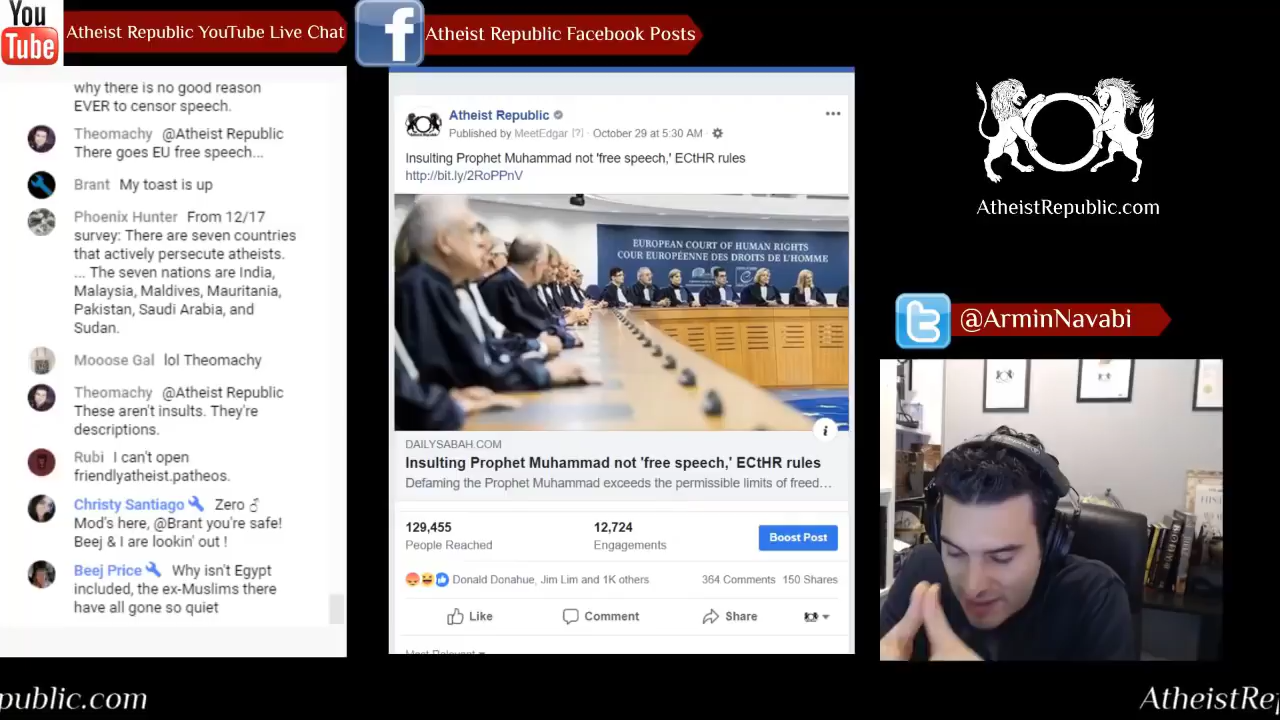 You
Tube
Atheist Republic YouTube Live Chat
Atheist Republic Facebook Posts
why there is no good reason
EVER to censor speech.
Theomachy @Atheist Republic
There goes EU free speech...
Brant My toast is up
Phoenix Hunter From 12/17
survey: There are seven countries
that actively persecute atheists.
... The seven nations are India,
Malaysia, Maldives, Mauritania,
Pakistan, Saudi Arabia, and
Sudan.
Mooose Gal lol Theomachy
Theomachy @Atheist Republic
These aren't insults. They're
descriptions.
Rubi I can't open
friendlyatheist.patheos.
Christy Santiago Zero
Mod's here, @Brant you're safe!
Beej & I are lookin' out !
Beej Price Why isn't Egypt
included, the ex-Muslims there
have all gone so quiet
Atheist Republic
Published by MeetEdgar [?] · October 29 at 5:30 AM ·
Insulting Prophet Muhammad not 'free speech,' ECtHR rules
http://bit.ly/2RoPPnV
EUROPEAN COURT OF HUMAN RIGHTS
COUR EUROPÉENNE DES DROITS DE L'HOMME
DAILYSABAH.COM
Insulting Prophet Muhammad not 'free speech,' ECtHR rules
Defaming the Prophet Muhammad exceeds the permissible limits of freed...
129,455
People Reached
12,724
Engagements
Boost Post
Donald Donahue, Jim Lim and 1K others
364 Comments 150 Shares
Like
Comment
Share
AtheistRepublic.com
@ArminNavabi
public.com
AtheistRep